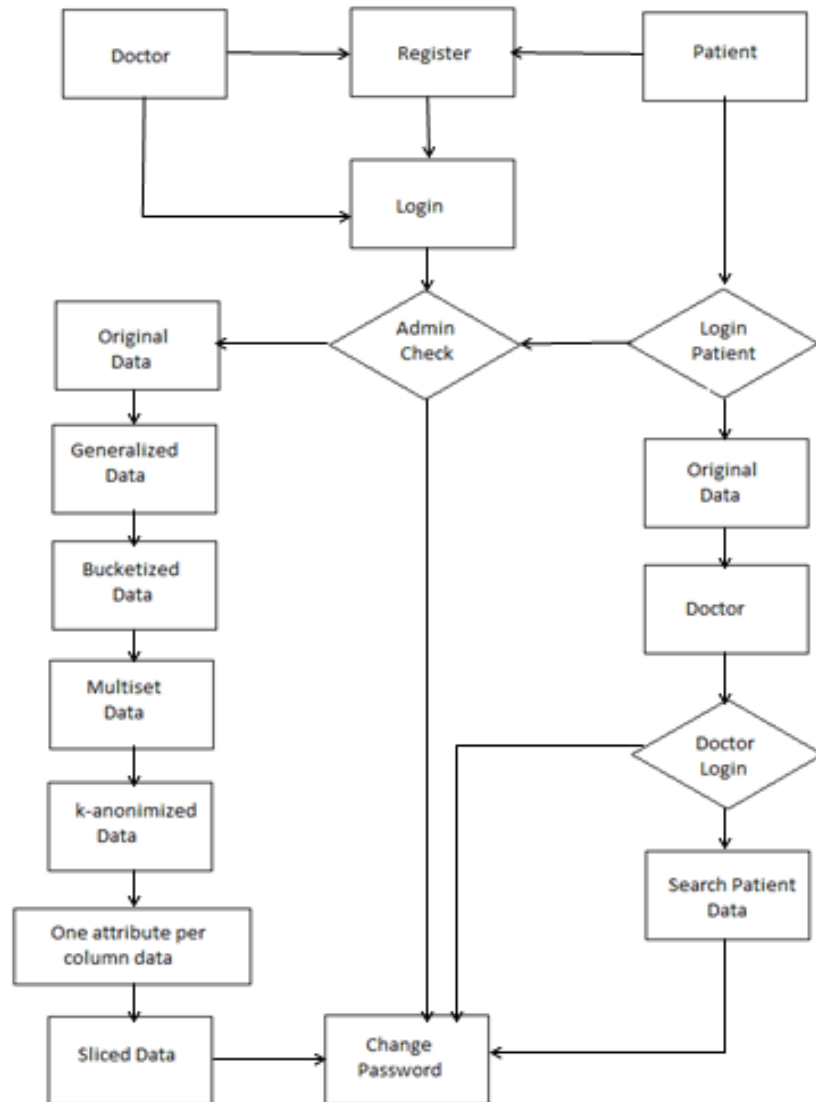 Doctor
Register
Patient
Login
Admin
Check
Login
Patient
Original
Data
Generalized
Data
Original
Data
Bucketized
Data
Doctor
Multiset
Data
Doctor
Login
k-anonimized
Data
Search Patient
Data
One attribute per
column data
Sliced Data
Change
Password